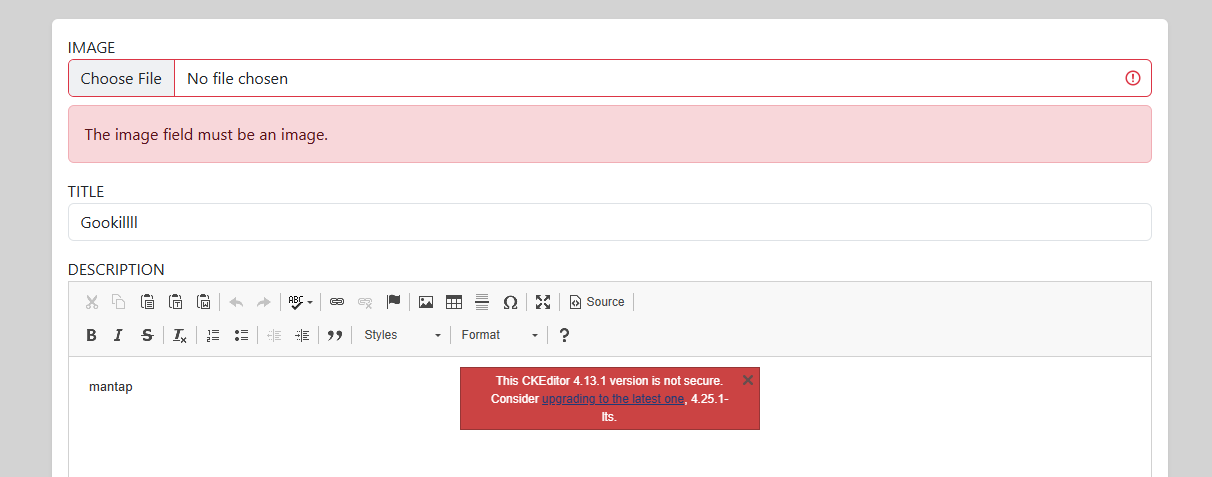 IMAGE
Choose File No file chosen
The image field must be an image.
TITLE
Gookillll
DESCRIPTION
ABC Source
B I S Tx Styles Format ?
mantap
This CKEditor 4.13.1 version is not secure.
Consider upgrading to the latest one, 4.25.1-
lts.